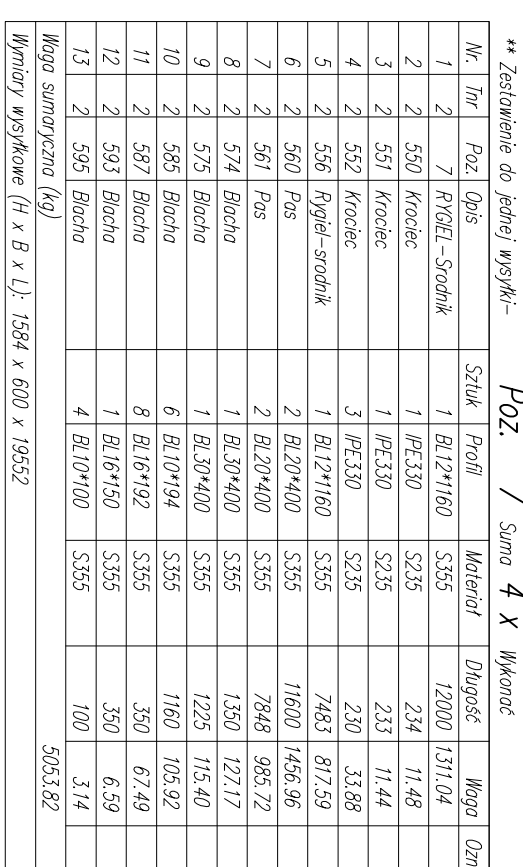 ** Zestawienie do jednej wysyłki-
Poz. / Suma 4 x Wykonać
Nr. Tnr Poz. Opis Sztuk Profil Materiał Długość Waga Ozn
1 2 7 RYGIEL-Srodnik 1 BL12*1160 S355 12000 1311.04
2 2 550 Krociec 1 IPE330 S235 234 11.48
3 2 551 Krociec 1 IPE330 S235 233 11.44
4 2 552 Krociec 3 IPE330 S235 230 33.88
5 2 556 Rygiel-srodnik 1 BL12*1160 S355 7483 817.59
6 2 560 Pas 2 BL20*400 S355 11600 1456.96
7 2 561 Pas 2 BL20*400 S355 7848 985.72
8 2 574 Blacha 1 BL30*400 S355 1350 127.17
9 2 575 Blacha 1 BL30*400 S355 1225 115.40
10 2 585 Blacha 6 BL10*194 S355 1160 105.92
11 2 587 Blacha 8 BL16*192 S355 350 67.49
12 2 593 Blacha 1 BL16*150 S355 350 6.59
13 2 595 Blacha 4 BL10*100 S355 100 3.14
Waga sumaryczna (kg) 5053.82
Wymiary wysyłkowe (H x B x L): 1584 x 600 x 19552